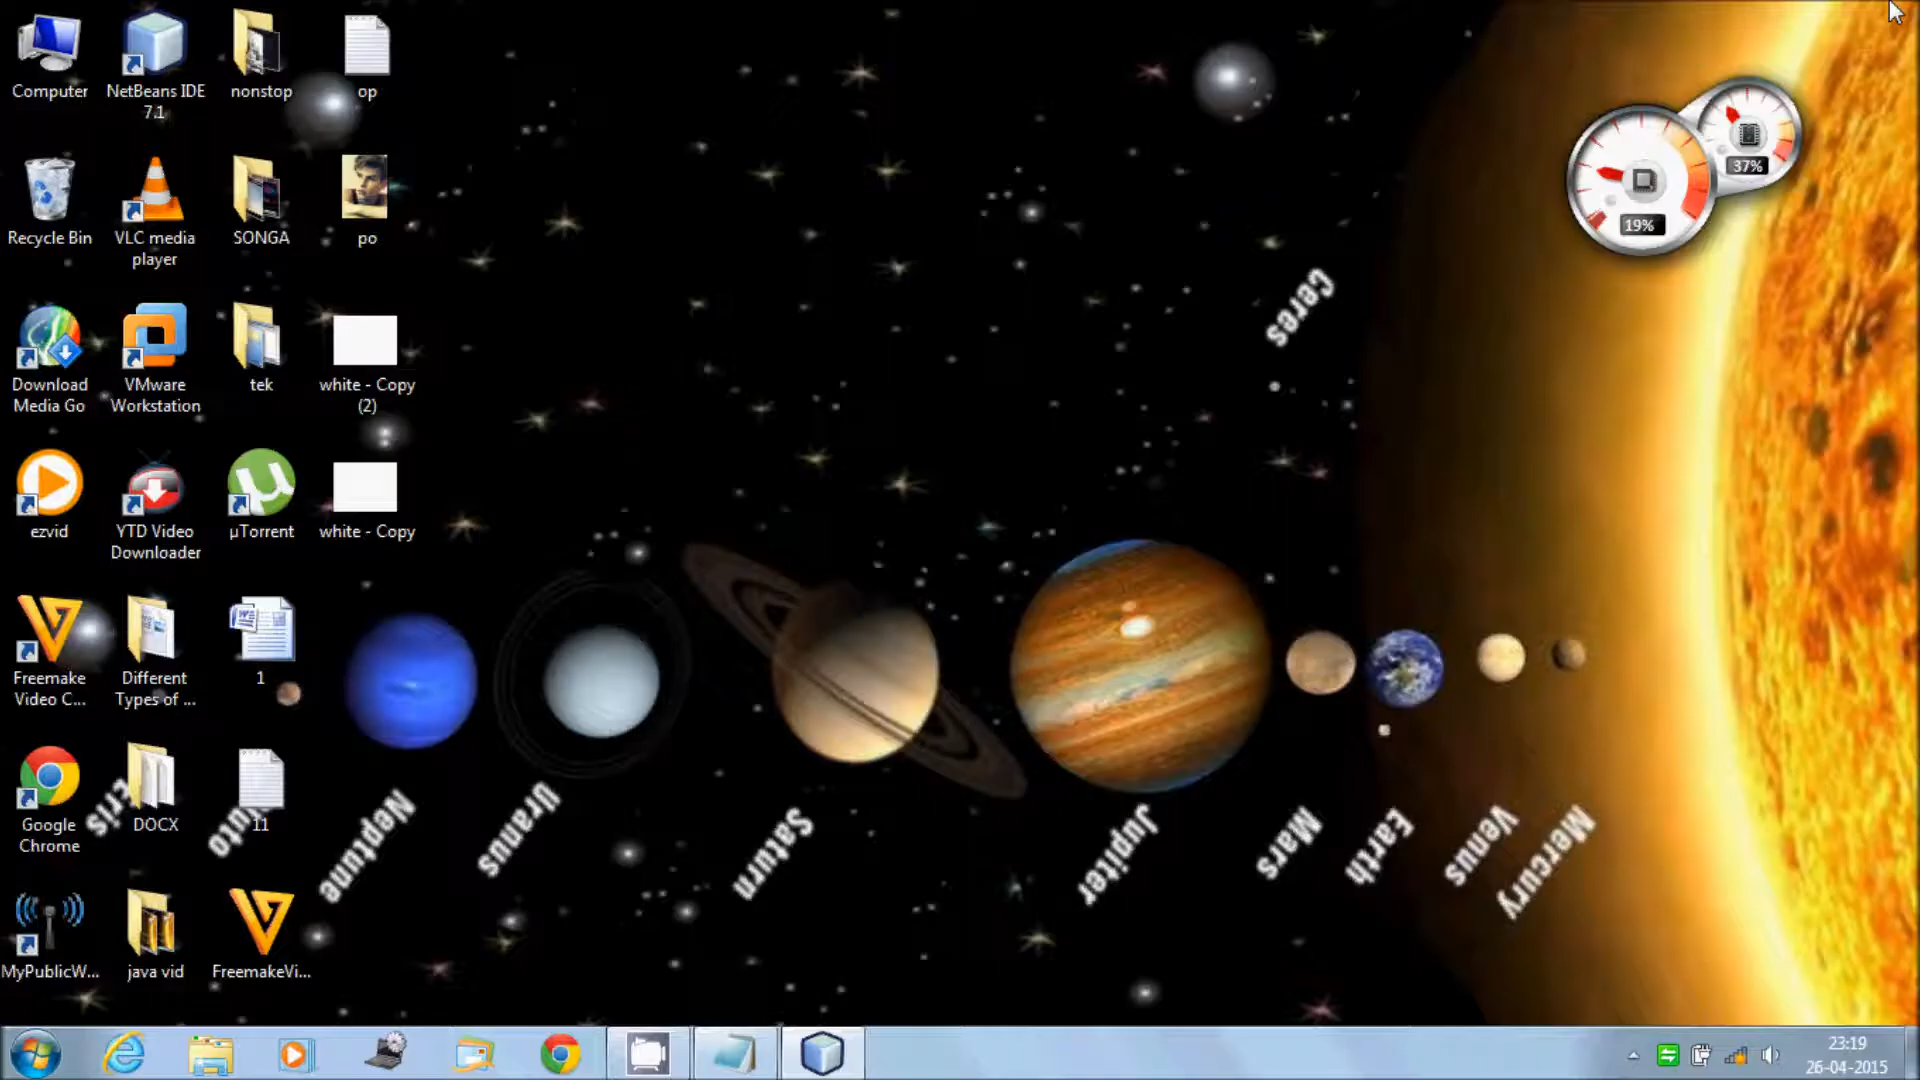 Computer
NetBeans IDE
7.1
nonstop
op
Recycle Bin
VLC media
player
SONGA
po
Download
Media Go
VMware
Workstation
tek
white - Copy
(2)
ezvid
YTD Video
Downloader
µTorrent
white - Copy
Freemake
Video C...
Different
Types of ...
1
Google
Chrome
DOCX
11
MyPublicW...
java vid
FreemakeVi...
37%
19%
Ceres
eris
uto
Neptune
Uranus
Saturn
Jupiter
Mars
Earth
Venus
Mercury
23:19
26-04-2015